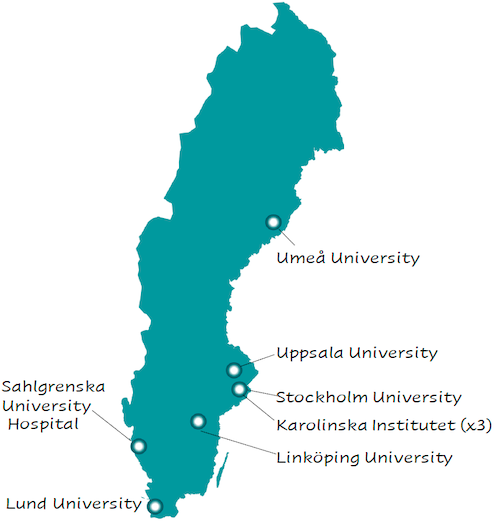 Umeå University
Uppsala University
Sahlgrenska
University
Hospital
Stockholm University
Karolinska Institutet (x3)
Linköping University
Lund University